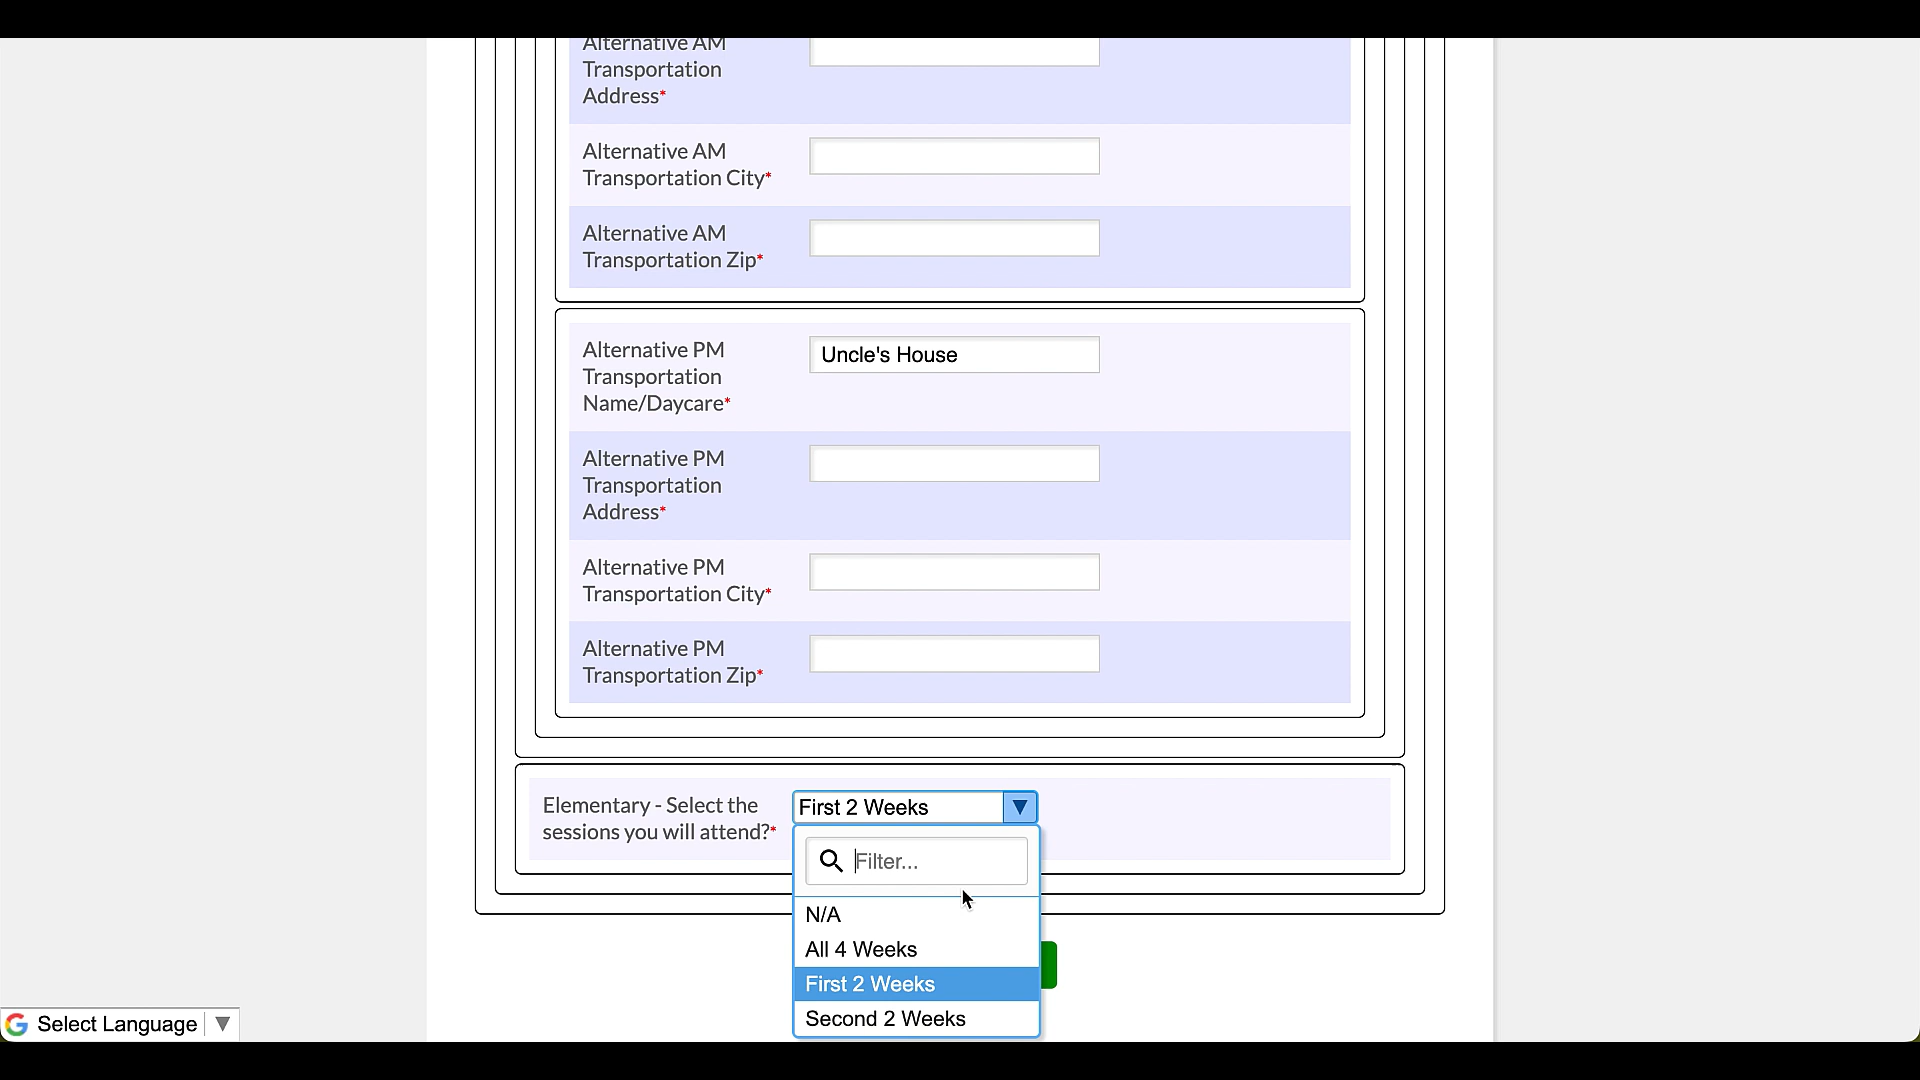 Alternative AM
Transportation
Address*
Alternative AM
Transportation City*
Alternative AM
Transportation Zip*
Alternative PM
Transportation
Name/Daycare*
Uncle's House
Alternative PM
Transportation
Address*
Alternative PM
Transportation City*
Alternative PM
Transportation Zip*
Elementary - Select the
sessions you will attend?*
First 2 Weeks
Filter...
N/A
All 4 Weeks
First 2 Weeks
Second 2 Weeks
Select Language